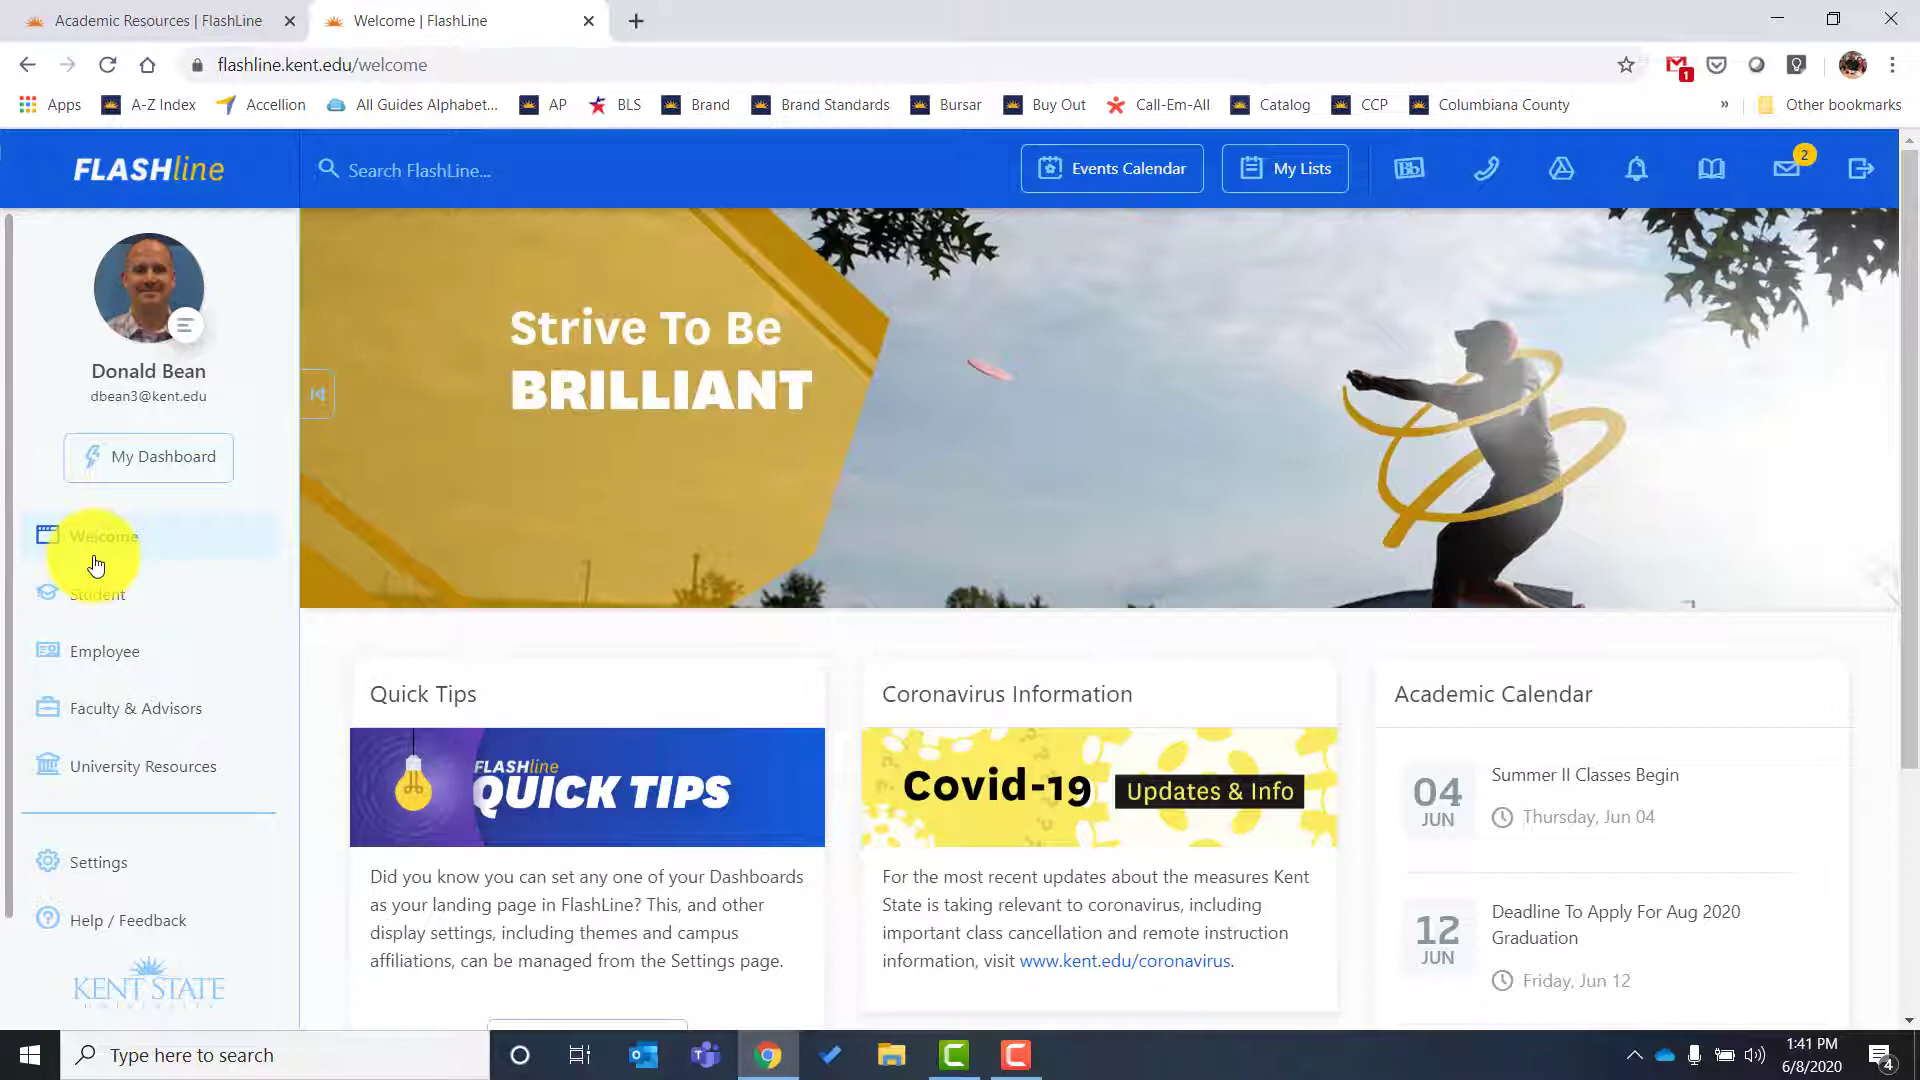 Academic Resources | FlashLine
Welcome | FlashLine
flashline.kent.edu/welcome
1
Apps
A-Z Index
Accellion
All Guides Alphabet...
AP
BLS
Brand
Brand Standards
Bursar
Buy Out
Call-Em-All
Catalog
CCP
Columbiana County
»
Other bookmarks
FLASHline
Search FlashLine...
Events Calendar
My Lists
Bb
2
Donald Bean
dbean3@kent.edu
My Dashboard
Welcome
Student
Employee
Faculty & Advisors
University Resources
Settings
Help / Feedback
KENT STATE
UNIVERSITY
Strive To Be
BRILLIANT
Quick Tips
FLASHline
QUICK TIPS
Did you know you can set any one of your Dashboards
as your landing page in FlashLine? This, and other
display settings, including themes and campus
affiliations, can be managed from the Settings page.
Coronavirus Information
Covid-19 Updates & Info
For the most recent updates about the measures Kent
State is taking relevant to coronavirus, including
important class cancellation and remote instruction
information, visit www.kent.edu/coronavirus.
Academic Calendar
04
JUN
Summer II Classes Begin
Thursday, Jun 04
12
JUN
Deadline To Apply For Aug 2020
Graduation
Friday, Jun 12
Type here to search
1:41 PM
6/8/2020
4